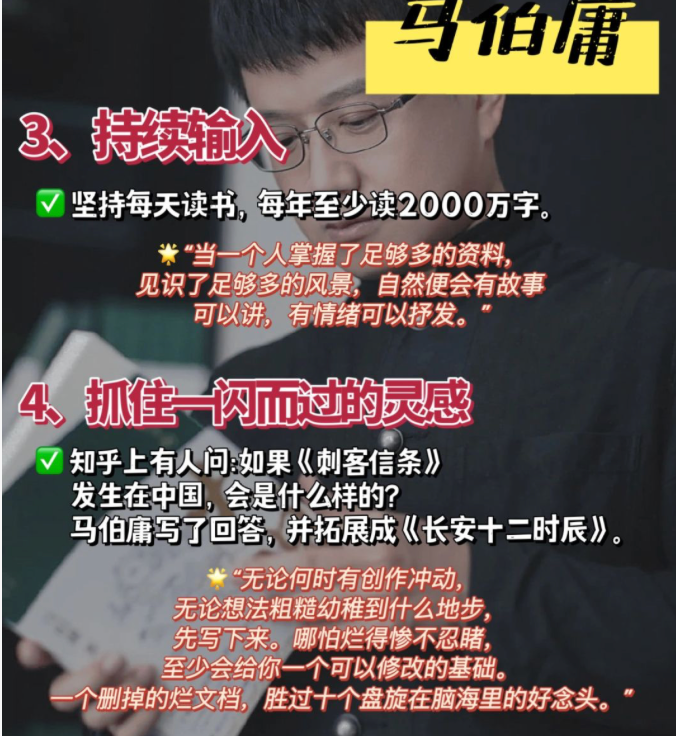 马伯庸
3、持续输入
✅坚持每天读书，每年至少读2000万字。
🌟“当一个人掌握了足够多的资料，
见识了足够多的风景，自然便会有故事
可以讲，有情绪可以抒发。”
4、抓住一闪而过的灵感
✅知乎上有人问:如果《刺客信条》
发生在中国，会是什么样的?
马伯庸写了回答，并拓展成《长安十二时辰》。
🌟“无论何时有创作冲动，
无论想法粗糙幼稚到什么地步，
先写下来。哪怕烂得惨不忍睹，
至少会给你一个可以修改的基础。
一个删掉的烂文档，胜过十个盘旋在脑海里的好念头。”